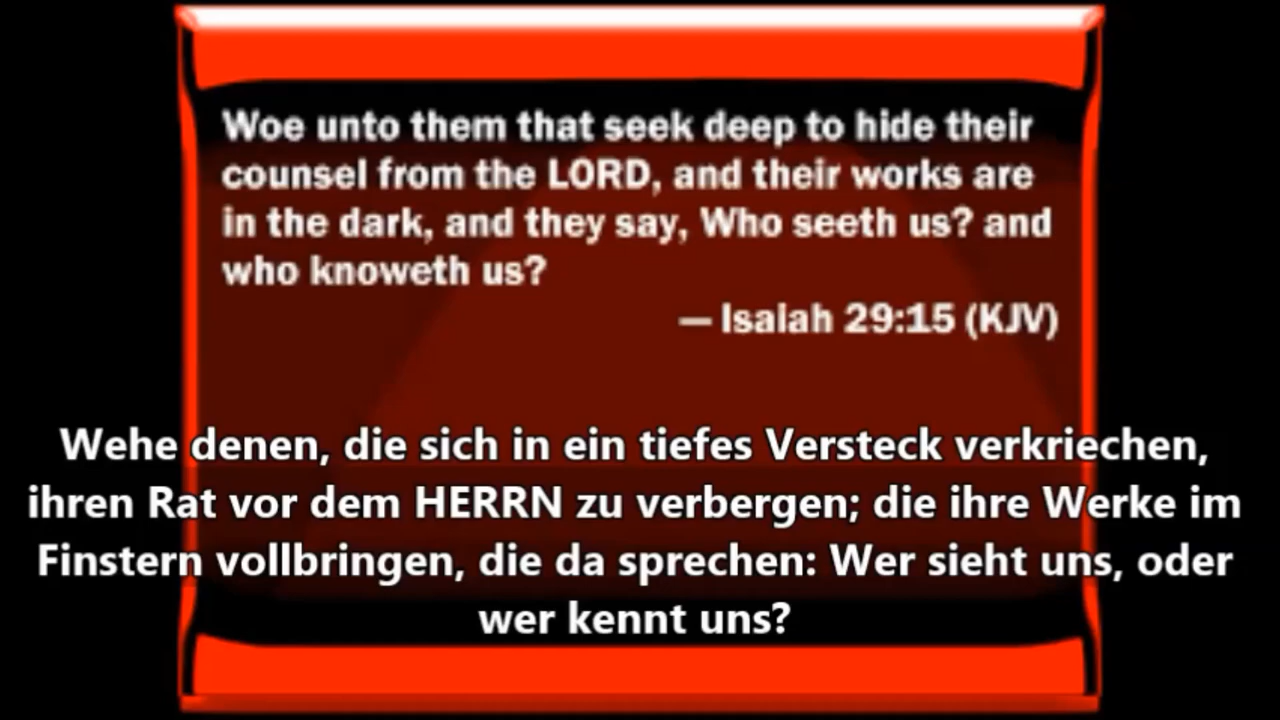 Woe unto them that seek deep to hide their
counsel from the LORD, and their works are
in the dark, and they say, Who seeth us? and
who knoweth us?
— Isaiah 29:15 (KJV)
Wehe denen, die sich in ein tiefes Versteck verkriechen,
ihren Rat vor dem HERRN zu verbergen; die ihre Werke im
Finstern vollbringen, die da sprechen: Wer sieht uns, oder
wer kennt uns?